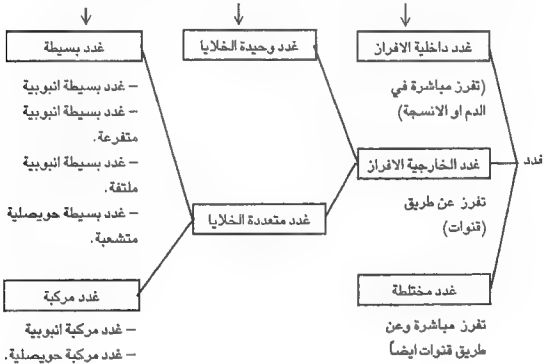 غدد
غدد داخلية الافراز
(تفرز مباشرة في
الدم او الانسجة)
غدد الخارجية الافراز
تفرز عن طريق
(قنوات)
غدد مختلطة
تفرز مباشرة وعن
طريق قنوات ايضاً
غدد وحيدة الخلايا
غدد متعددة الخلايا
غدد بسيطة
– غدد بسيطة انبوبية
– غدد بسيطة انبوبية
متفرعة.
– غدد بسيطة انبوبية
ملتفة.
– غدد بسيطة حويصلية
متشعبة.
غدد مركبة
– غدد مركبة انبوبية
– غدد مركبة حويصلية.